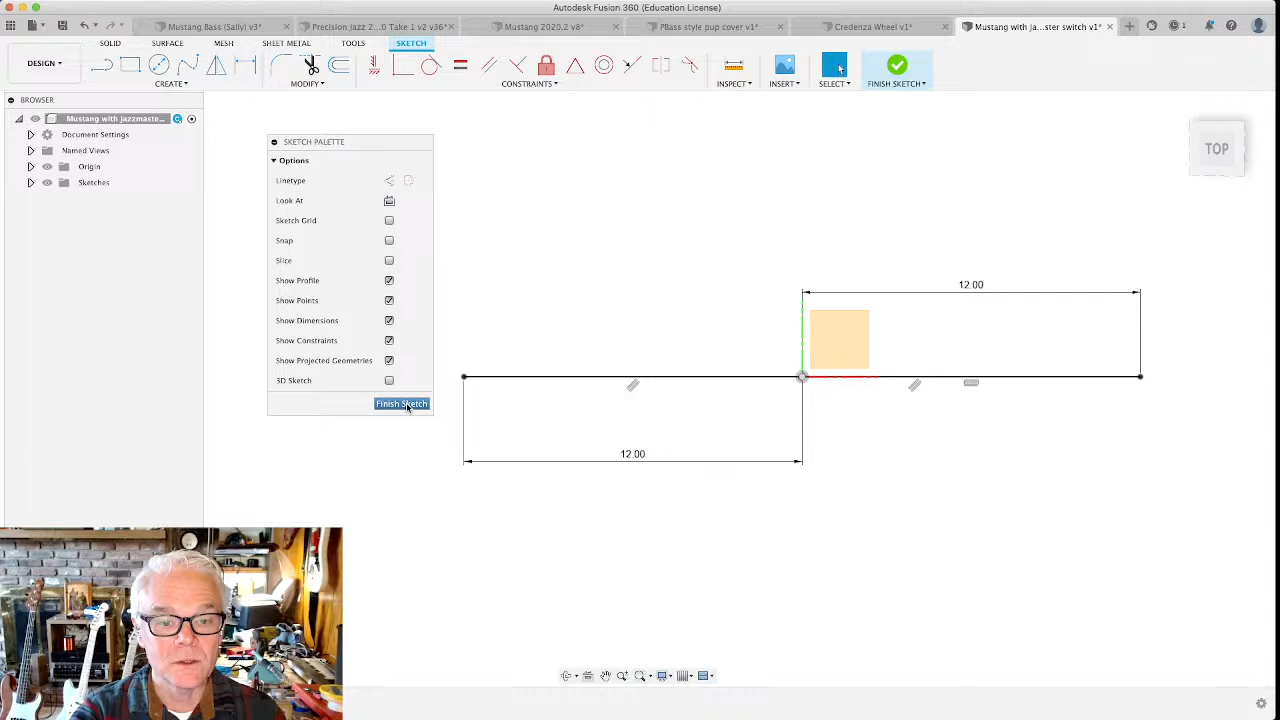 Autodesk Fusion 360 (Education License)
Mustang Bass (Sally) v3*
Precision Jazz 2...0 Take 1 v2 v36*
Mustang 2020.2 v8*
PBass style pup cover v1*
Credenza Wheel v1*
Mustang with Ja...ster switch v1*
1
SOLID
SURFACE
MESH
SHEET METAL
TOOLS
SKETCH
DESIGN
CREATE
MODIFY
CONSTRAINTS
INSPECT
INSERT
SELECT
FINISH SKETCH
BROWSER
Mustang with jazzmaste...
Document Settings
Named Views
Origin
Sketches
SKETCH PALETTE
Options
Linetype
Look At
Sketch Grid
Snap
Slice
Show Profile
Show Points
Show Dimensions
Show Constraints
Show Projected Geometries
3D Sketch
Finish Sketch
TOP
12.00
12.00